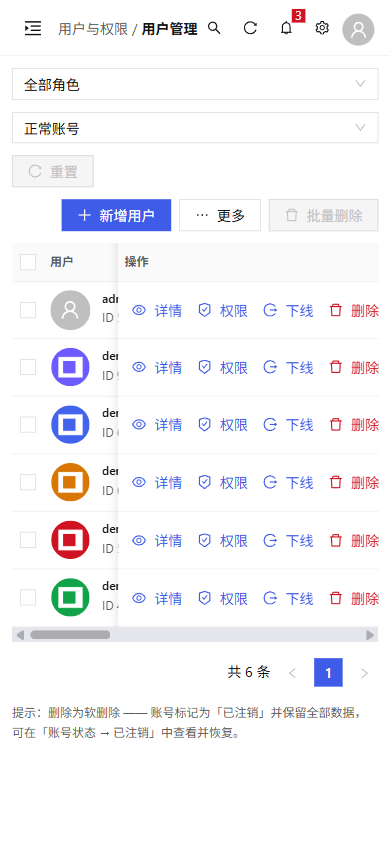 用户与权限 / 用户管理
3
全部角色
正常账号
重置
新增用户
更多
批量删除
用户
操作
ID
详情
权限
下线
删除
ID
详情
权限
下线
删除
ID
详情
权限
下线
删除
ID
详情
权限
下线
删除
ID
详情
权限
下线
删除
ID
详情
权限
下线
删除
共 6 条
1
提示：删除为软删除 —— 账号标记为「已注销」并保留全部数据，
可在「账号状态 → 已注销」中查看并恢复。